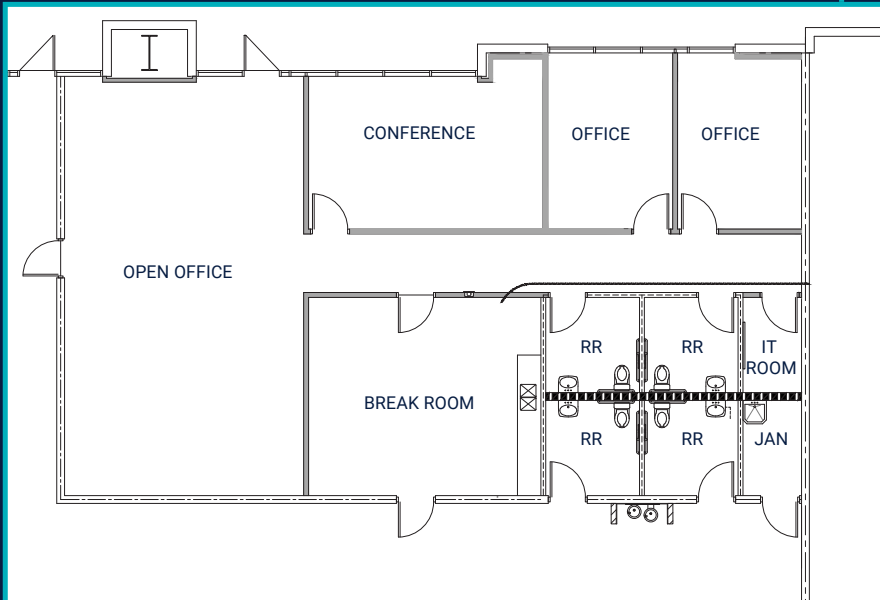 CONFERENCE
OFFICE
OFFICE
OPEN OFFICE
RR
RR
IT
ROOM
BREAK ROOM
RR
RR
JAN